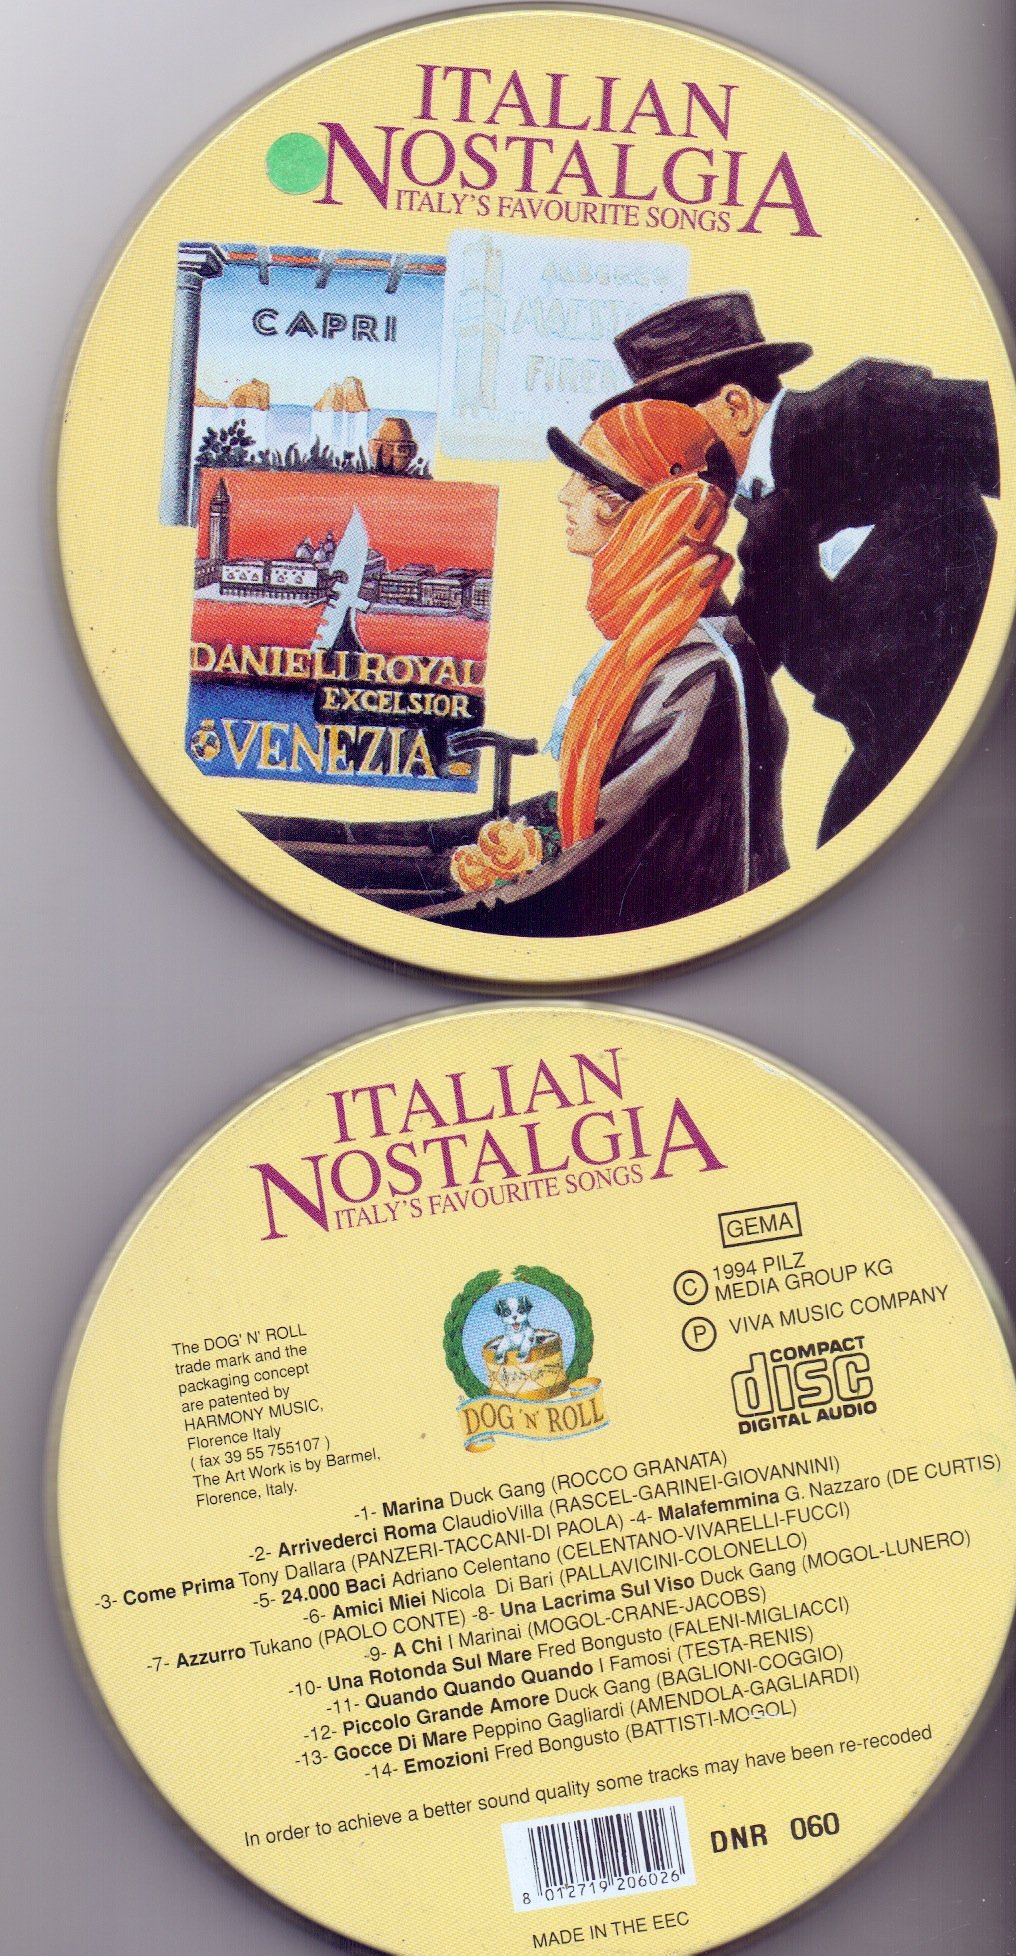 ITALIAN
NOSTALGIA
ITALY'S FAVOURITE SONGS
CAPRI
DANIELI ROYAL
EXCELSIOR
VENEZIA
ITALIAN
NOSTALGIA
ITALY'S FAVOURITE SONGS
GEMA
C 1994 PILZ
MEDIA GROUP KG
P VIVA MUSIC COMPANY
COMPACT
disc
DIGITAL AUDIO
The DOG' N' ROLL
trade mark and the
packaging concept
are patented by
HARMONY MUSIC,
Florence Italy
( fax 39 55 755107 )
The Art Work is by Barmel,
Florence, Italy.
DOG 'N' ROLL
-1- Marina Duck Gang (ROCCO GRANATA)
-2- Arrivederci Roma ClaudioVilla (RASCEL-GARINEI-GIOVANNINI)
-3- Come Prima Tony Dallara (PANZERI-TACCANI-DI PAOLA) -4- Malafemmina G. Nazzaro (DE CURTIS)
-5- 24.000 Baci Adriano Celentano (CELENTANO-VIVARELLI-FUCCI)
-6- Amici Miei Nicola Di Bari (PALLAVICINI-COLONELLO)
-7- Azzurro Tukano (PAOLO CONTE) -8- Una Lacrima Sul Viso Duck Gang (MOGOL-LUNERO)
-9- A Chi I Marinai (MOGOL-CRANE-JACOBS)
-10- Una Rotonda Sul Mare Fred Bongusto (FALENI-MIGLIACCI)
-11- Quando Quando Quando I Famosi (TESTA-RENIS)
-12- Piccolo Grande Amore Duck Gang (BAGLIONI-COGGIO)
-13- Gocce Di Mare Peppino Gagliardi (AMENDOLA-GAGLIARDI)
-14- Emozioni Fred Bongusto (BATTISTI-MOGOL)
In order to achieve a better sound quality some tracks may have been re-recoded
8 012719 206026
DNR 060
MADE IN THE EEC